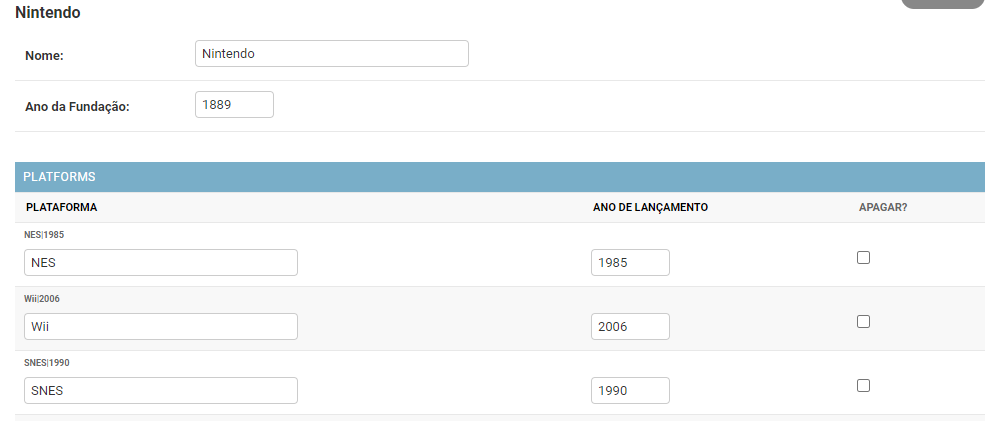 Nintendo
Nome: Nintendo
Ano da Fundação: 1889
PLATFORMS
PLATAFORMA ANO DE LANÇAMENTO APAGAR?
NES|1985
NES 1985
Wii|2006
Wii 2006
SNES|1990
SNES 1990